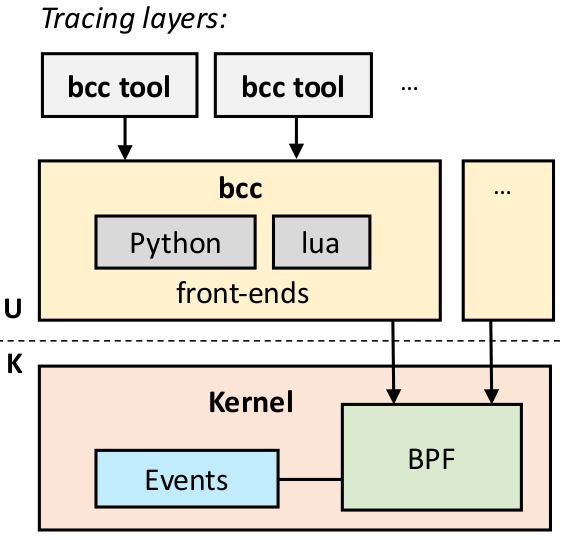 Tracing layers:
bcc tool
bcc tool
...
bcc
...
Python
lua
front-ends
U
K
Kernel
BPF
Events